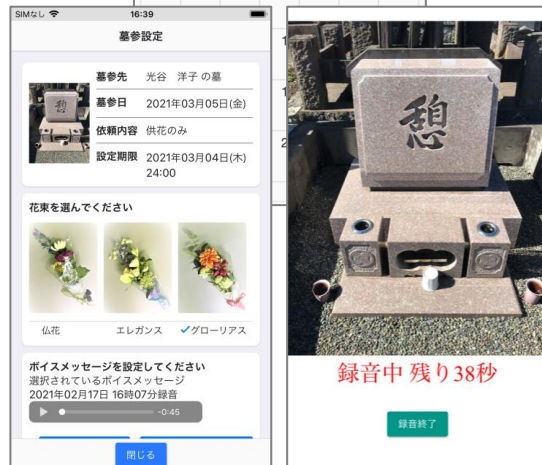 SIMなし 16:39
墓参設定
墓参先 光谷 洋子 の墓
墓参日 2021年03月05日(金)
依頼内容 供花のみ
設定期限 2021年03月04日(木)
24:00
花束を選んでください
仏花 エレガンス グローリアス
ボイスメッセージを設定してください
選択されているボイスメッセージ
2021年02月17日 16時07分録音
-0:45
閉じる
憩
録音中 残り38秒
録音終了